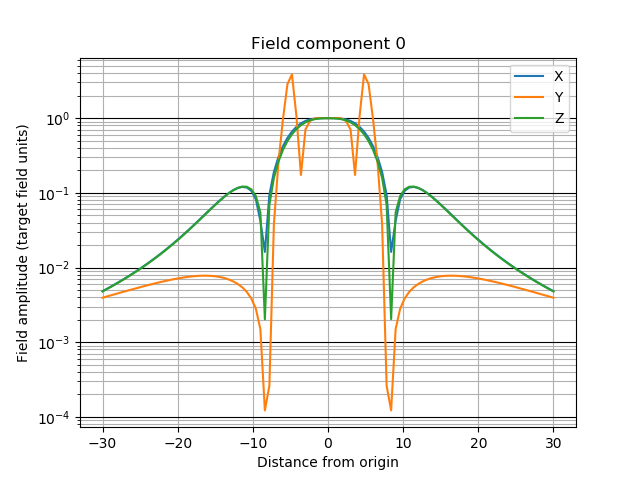 Field component 0
Field amplitude (target field units)
10⁰
10⁻¹
10⁻²
10⁻³
10⁻⁴
X
Y
Z
−30 −20 −10 0 10 20 30
Distance from origin